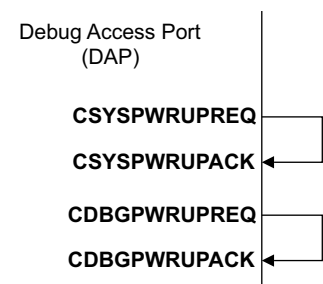 Debug Access Port
(DAP)
CSYSPWRUPREQ
CSYSPWRUPACK
CDBGPWRUPREQ
CDBGPWRUPACK